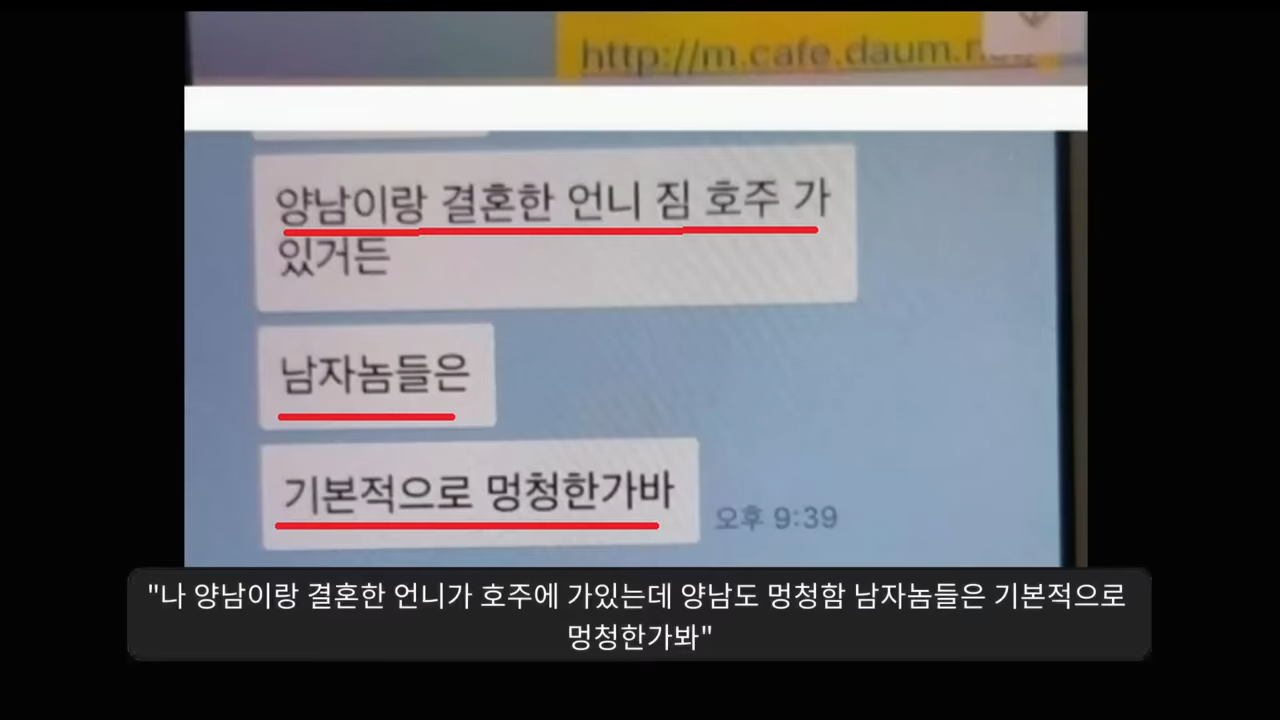 http://m.cafe.daum.net
양남이랑 결혼한 언니 짐 호주 가
있거든
남자놈들은
기본적으로 멍청한가바
오후 9:39
"나 양남이랑 결혼한 언니가 호주에 가있는데 양남도 멍청함 남자놈들은 기본적으로
멍청한가봐"